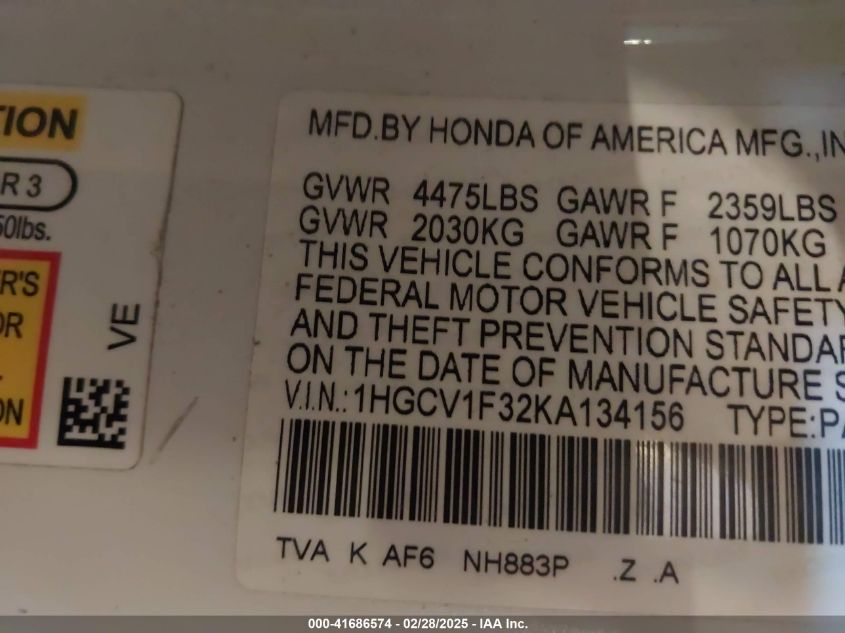 TION
R 3
50lbs.
R'S
OR
ON
VE
MFD.BY HONDA OF AMERICA MFG.,IN
GVWR 4475LBS GAWR F 2359LBS
GVWR 2030KG GAWR F 1070KG
THIS VEHICLE CONFORMS TO ALL A
FEDERAL MOTOR VEHICLE SAFETY
AND THEFT PREVENTION STANDAR
ON THE DATE OF MANUFACTURE S
V.I.N.: 1HGCV1F32KA134156 TYPE:PA
TVA K AF6 NH883P .Z .A
000-41686574 / 02/28/2025 - IAA Inc.